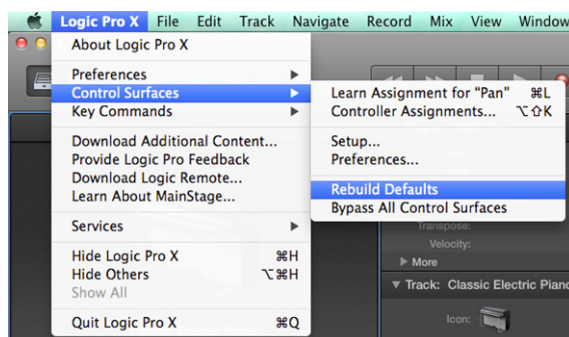 Logic Pro X File Edit Track Navigate Record Mix View Window
About Logic Pro X
Preferences
Control Surfaces
Key Commands
Download Additional Content...
Provide Logic Pro Feedback
Download Logic Remote...
Learn About MainStage...
Services
Hide Logic Pro X ⌘H
Hide Others ⌥⌘H
Show All
Quit Logic Pro X ⌘Q
Learn Assignment for “Pan” ⌘L
Controller Assignments... ⌥⇧K
Setup...
Preferences...
Rebuild Defaults
Bypass All Control Surfaces
Transpose:
Velocity:
More
Track: Classic Electric Piano
Icon: